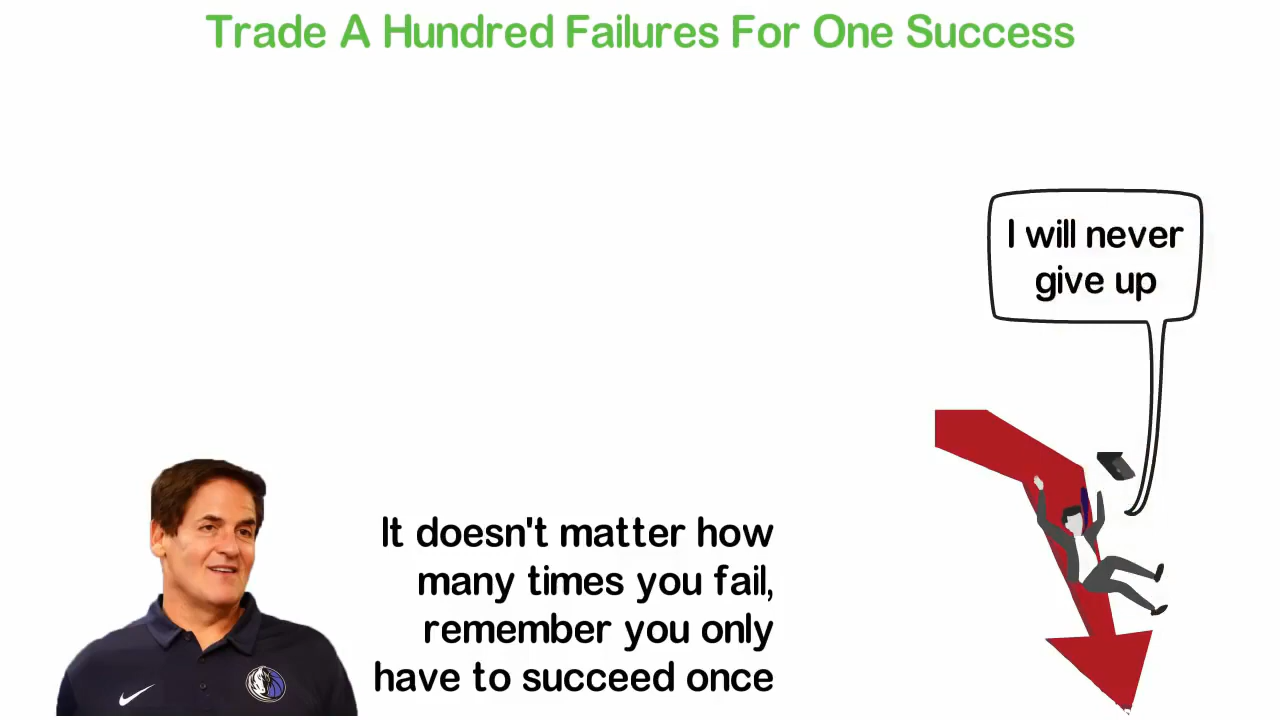 Trade A Hundred Failures For One Success
I will never
give up
It doesn't matter how
many times you fail,
remember you only
have to succeed once